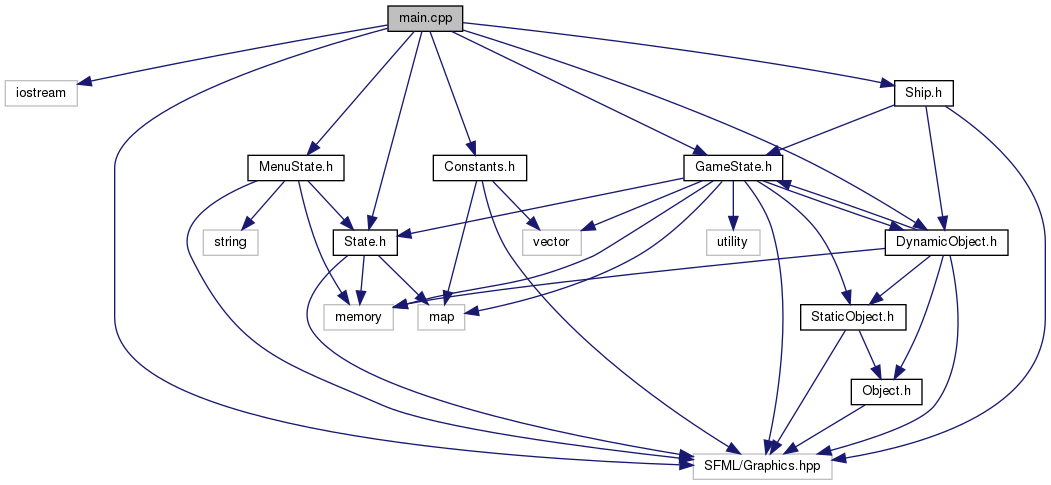 main.cpp
iostream
Ship.h
MenuState.h
Constants.h
GameState.h
string
State.h
vector
utility
DynamicObject.h
memory
map
StaticObject.h
Object.h
SFML/Graphics.hpp